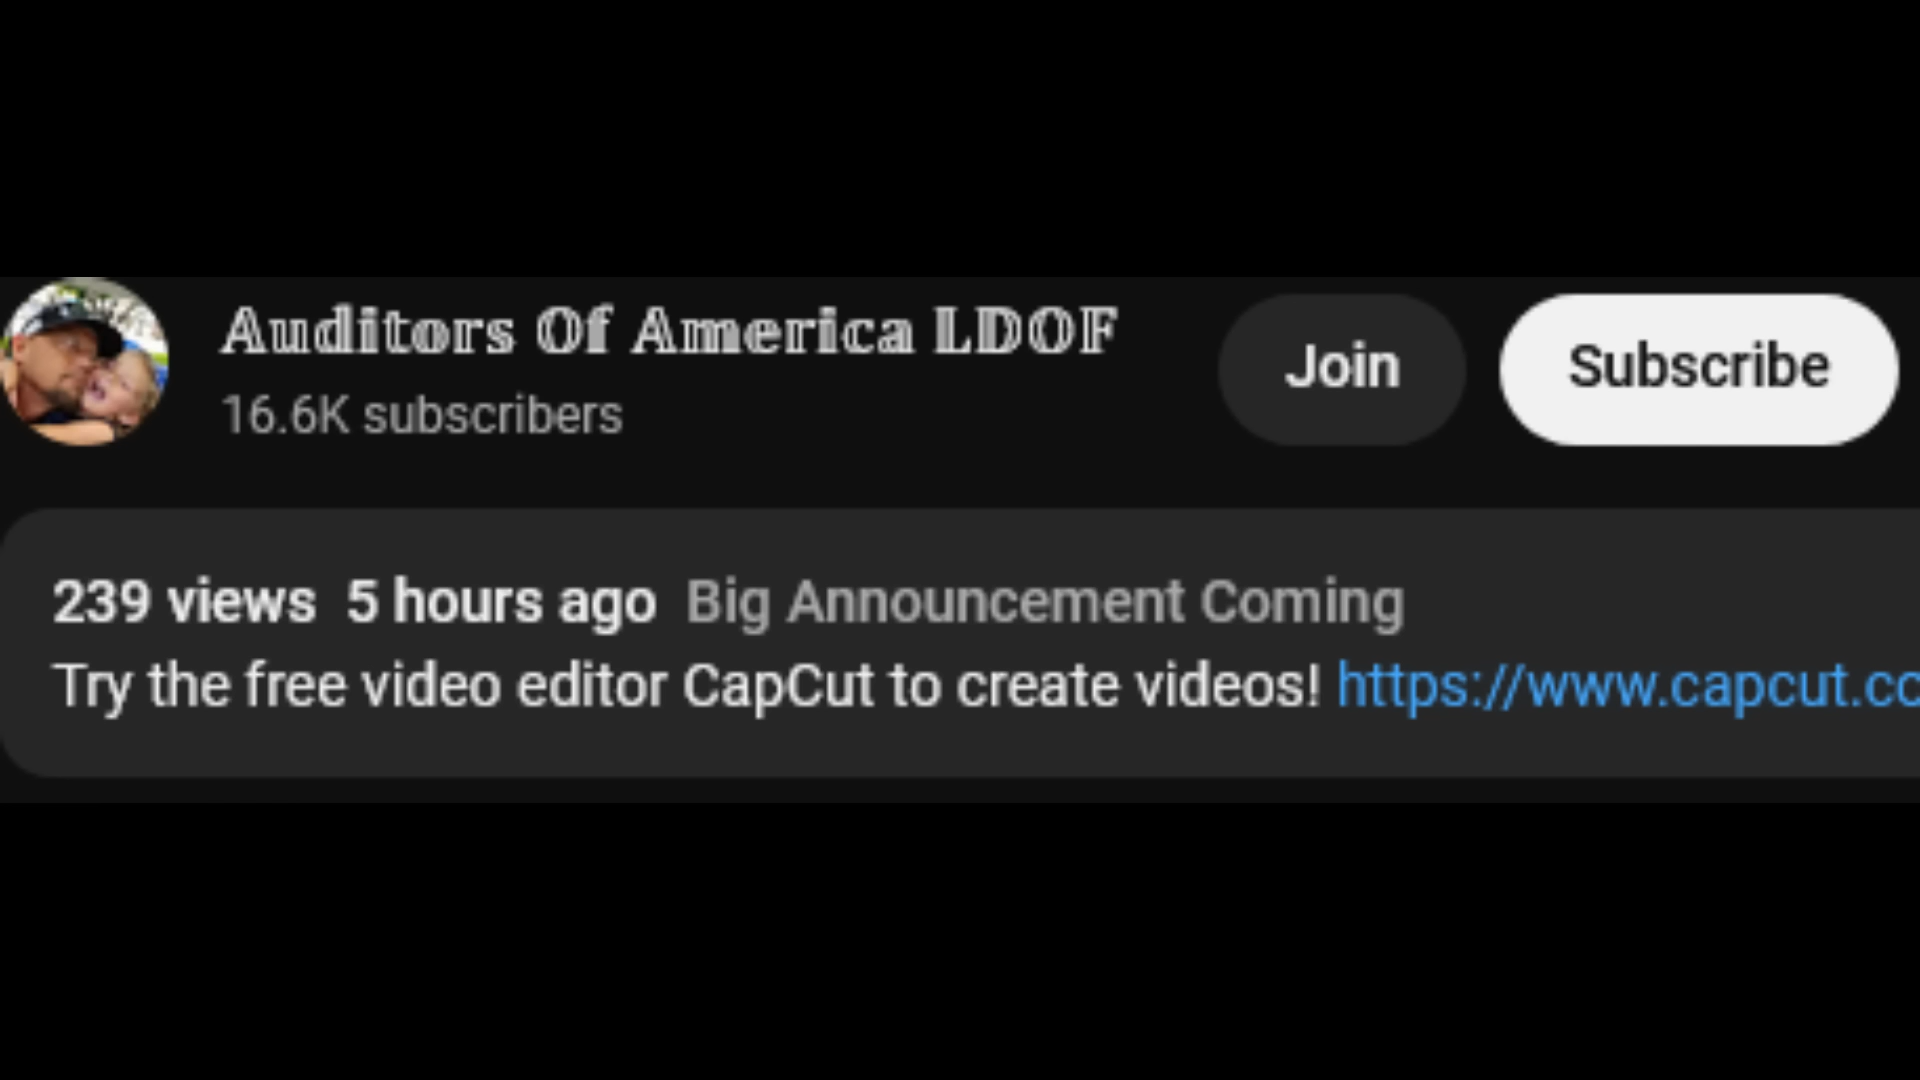 𝔸𝕦𝕕𝕚𝕥𝕠𝕣𝕤 𝕆𝕗 𝔸𝕞𝕖𝕣𝕚𝕔𝕒 𝕃𝔻𝕆𝔽
16.6K subscribers
Join
Subscribe
239 views 5 hours ago Big Announcement Coming
Try the free video editor CapCut to create videos! https://www.capcut.cc